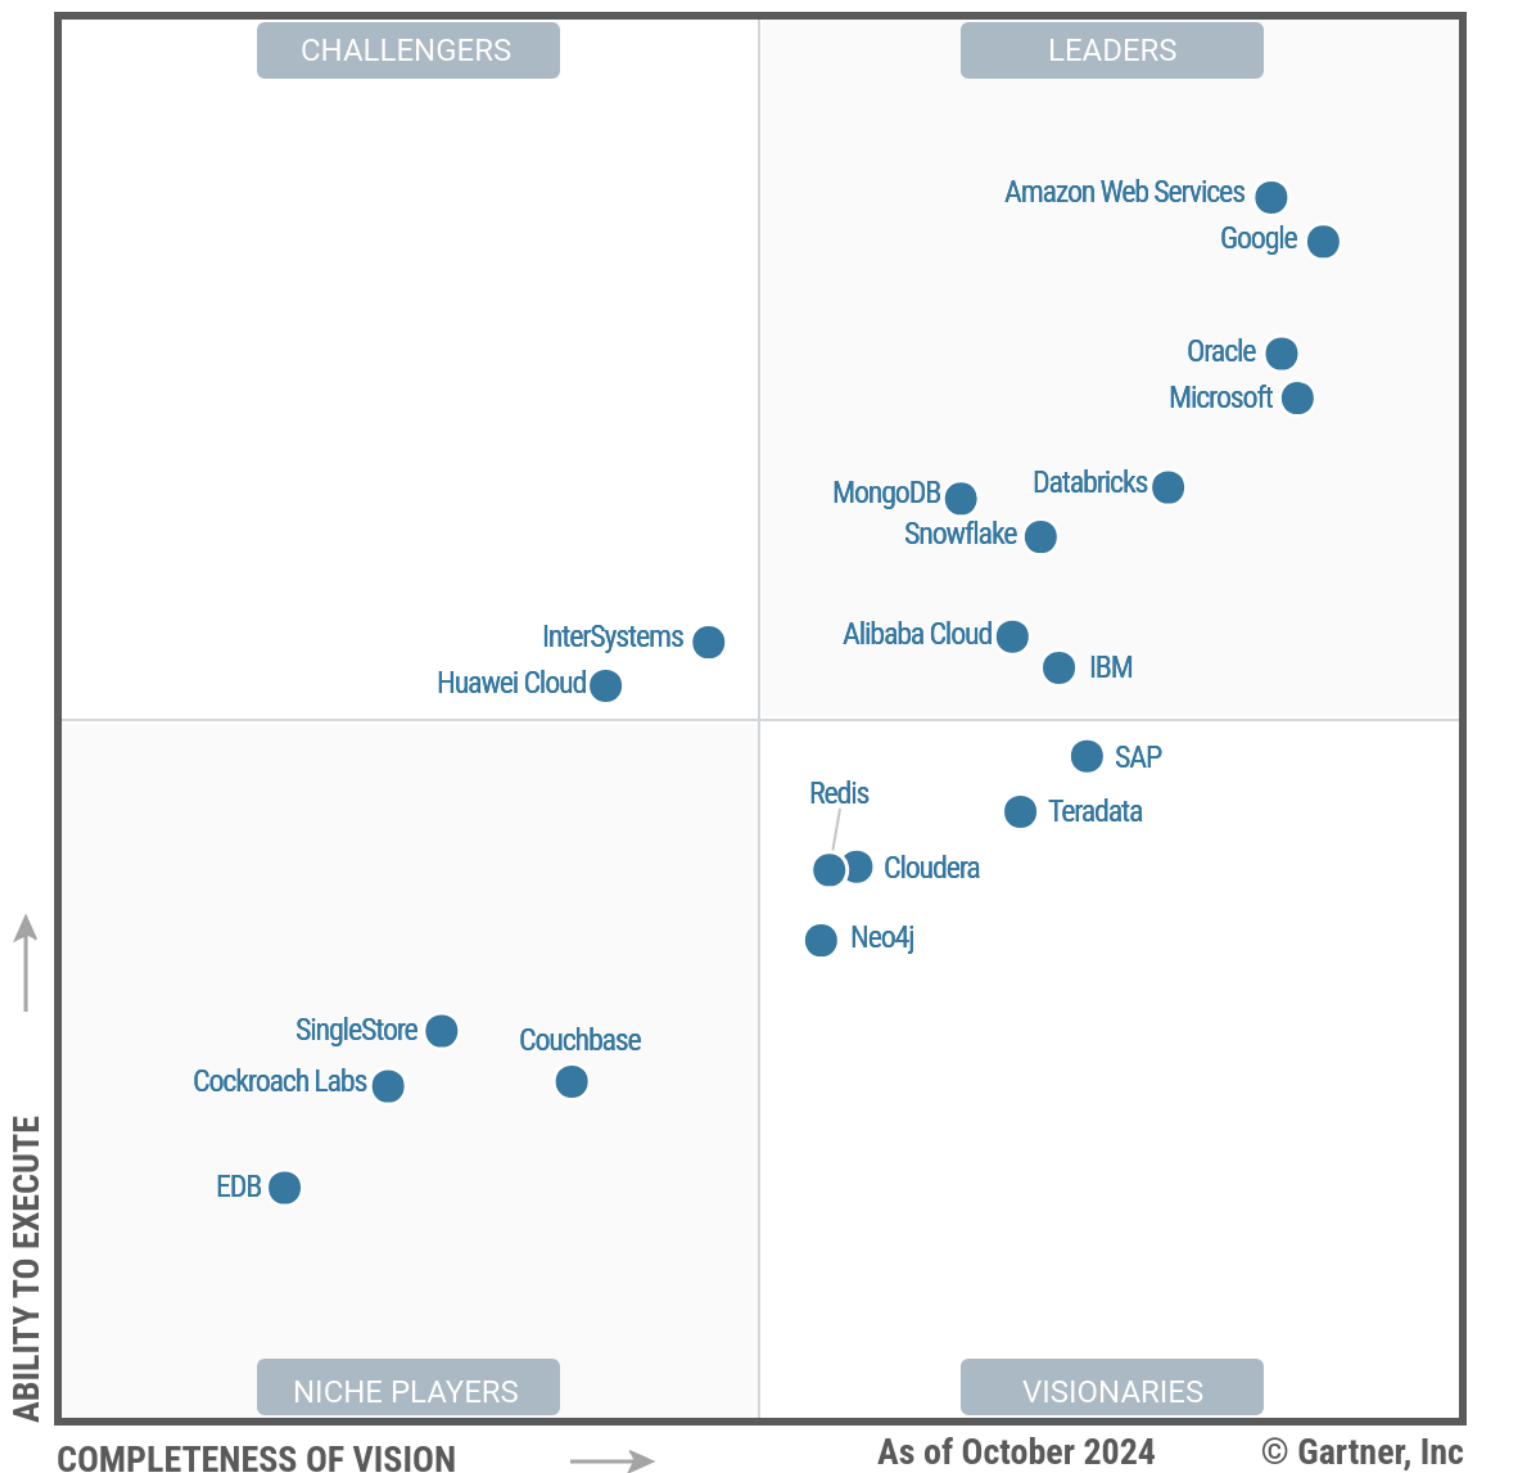 CHALLENGERS
LEADERS
Amazon Web Services
Google
Oracle
Microsoft
Databricks
MongoDB
Snowflake
Alibaba Cloud
IBM
InterSystems
Huawei Cloud
SAP
Redis
Teradata
Cloudera
Neo4j
SingleStore
Couchbase
Cockroach Labs
EDB
NICHE PLAYERS
VISIONARIES
ABILITY TO EXECUTE
COMPLETENESS OF VISION
As of October 2024
© Gartner, Inc